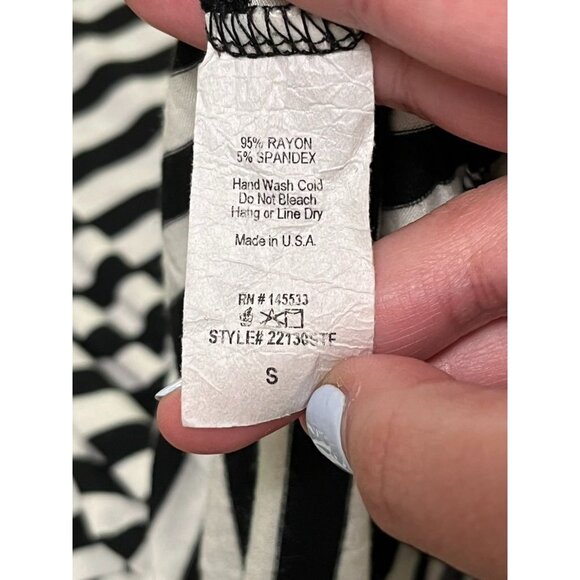 95% RAYON
5% SPANDEX
Hand Wash Cold
Do Not Bleach
Hang or Line Dry
Made in U.S.A.
RN # 145533
STYLE# 22130STF
S